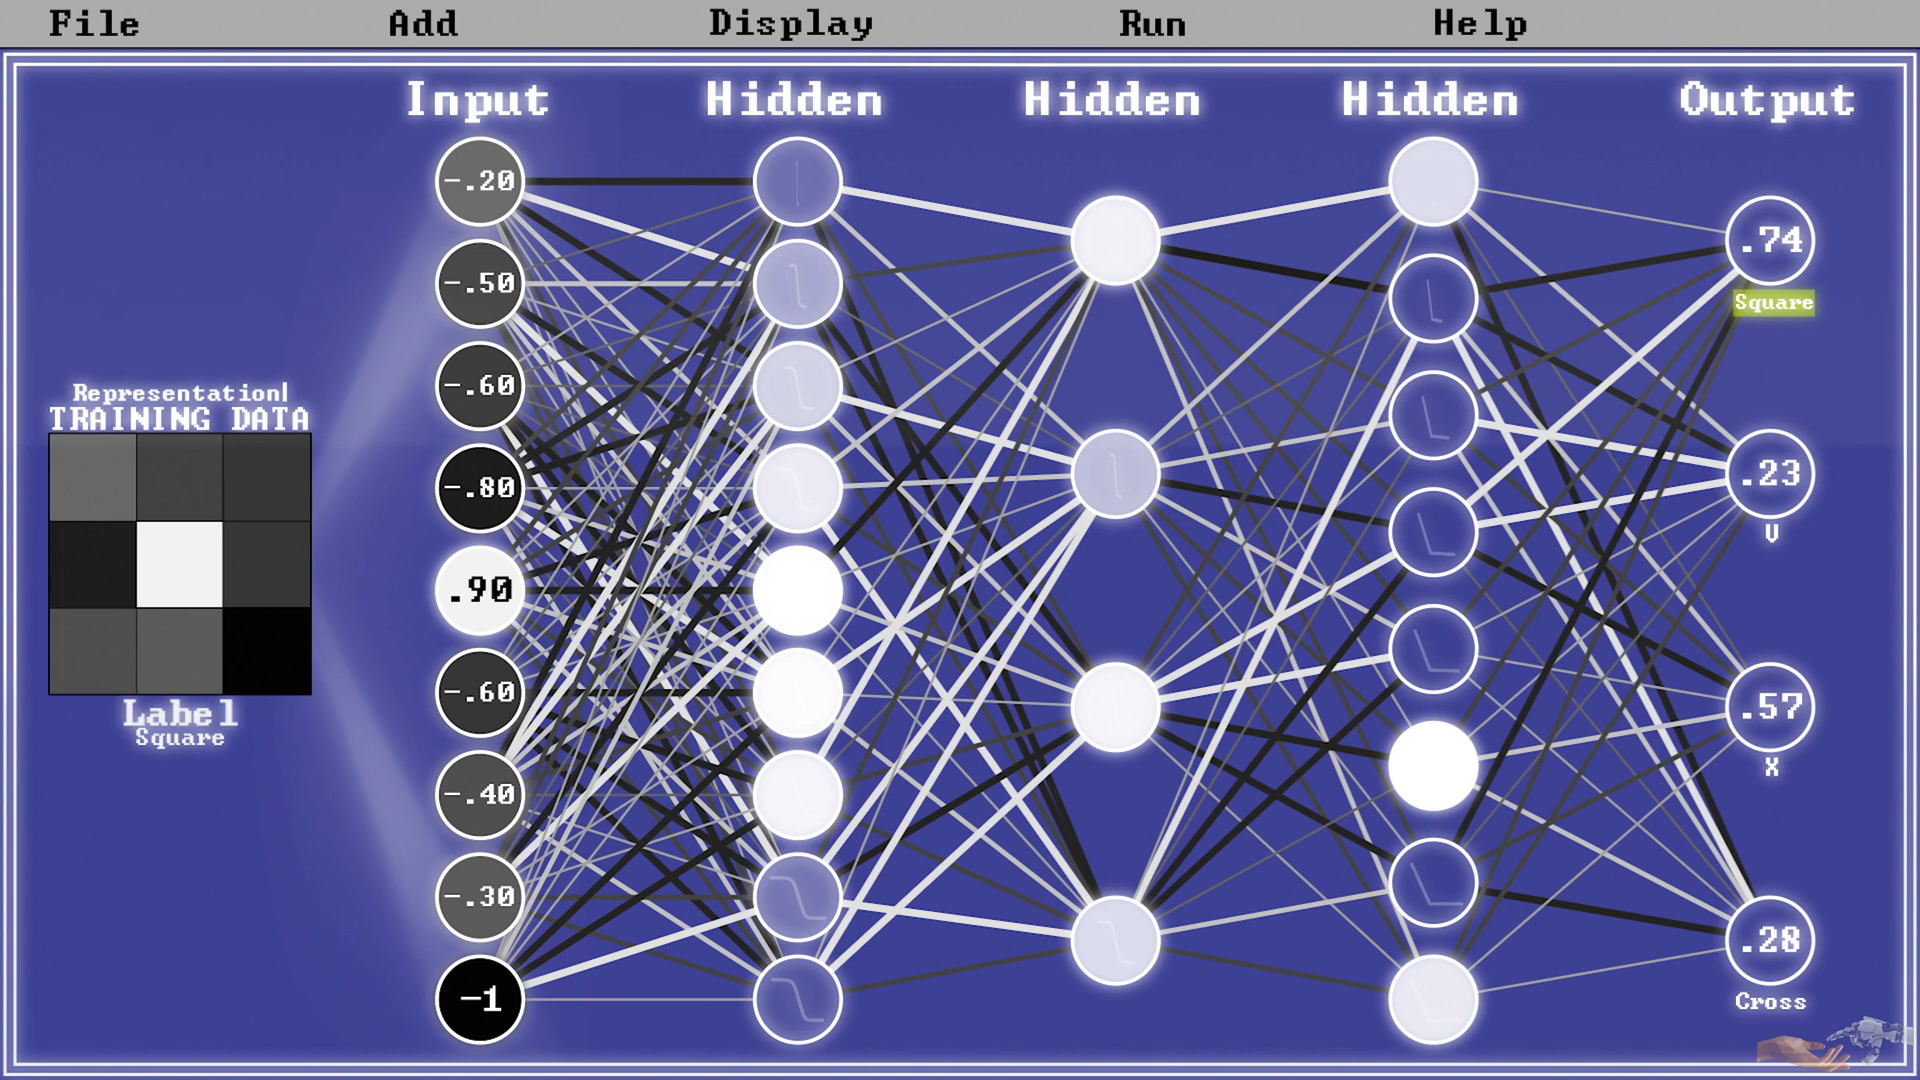 File Add Display Run Help
Input Hidden Hidden Hidden Output
-.20
-.50
-.60
-.80
.90
-.60
-.40
-.30
-1
Representation
TRAINING DATA
Label
Square
.74
Square
.23
V
.57
X
.28
Cross